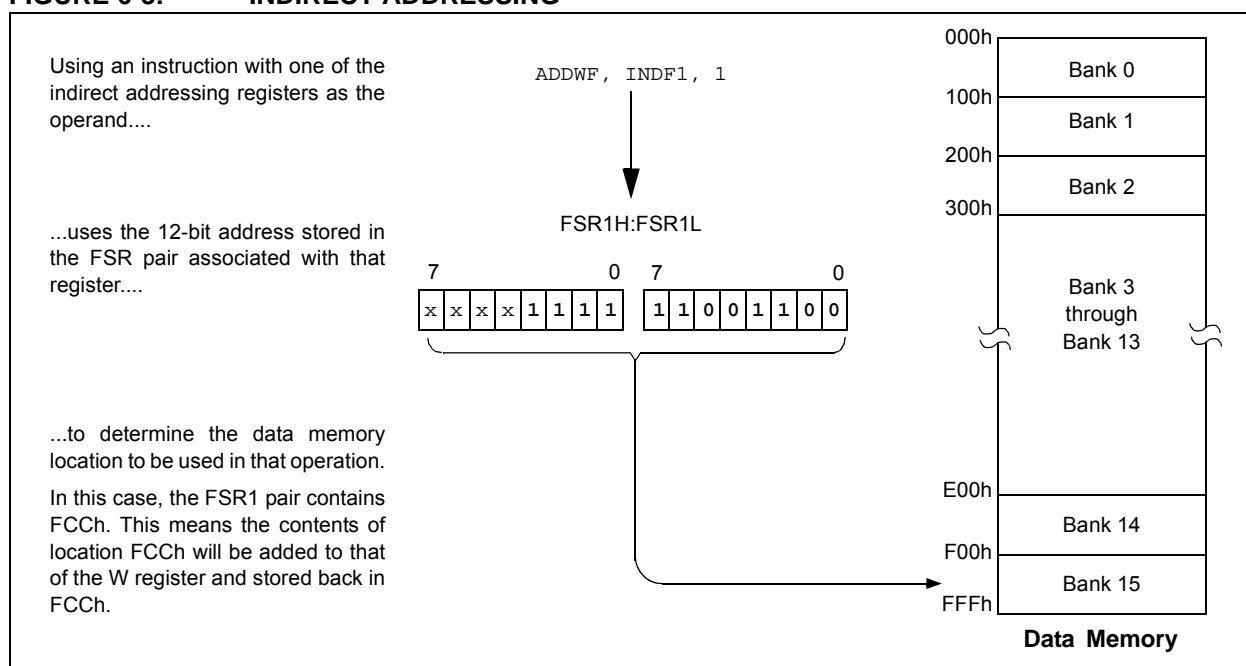 Using an instruction with one of the
indirect addressing registers as the
operand....
ADDWF, INDF1, 1
...uses the 12-bit address stored in
the FSR pair associated with that
register....
FSR1H:FSR1L
7 0 7 0
x x x x 1 1 1 1 1 1 0 0 1 1 0 0
...to determine the data memory
location to be used in that operation.
In this case, the FSR1 pair contains
FCCh. This means the contents of
location FCCh will be added to that
of the W register and stored back in
FCCh.
000h
Bank 0
100h
Bank 1
200h
Bank 2
300h
Bank 3
through
Bank 13
E00h
Bank 14
F00h
Bank 15
FFFh
Data Memory